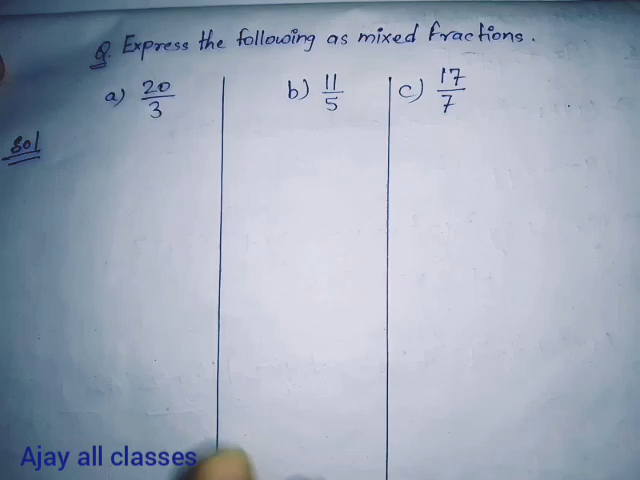 Q. Express the following as mixed fractions.
a) 20/3 b) 11/5 c) 17/7
Sol
Ajay all classes